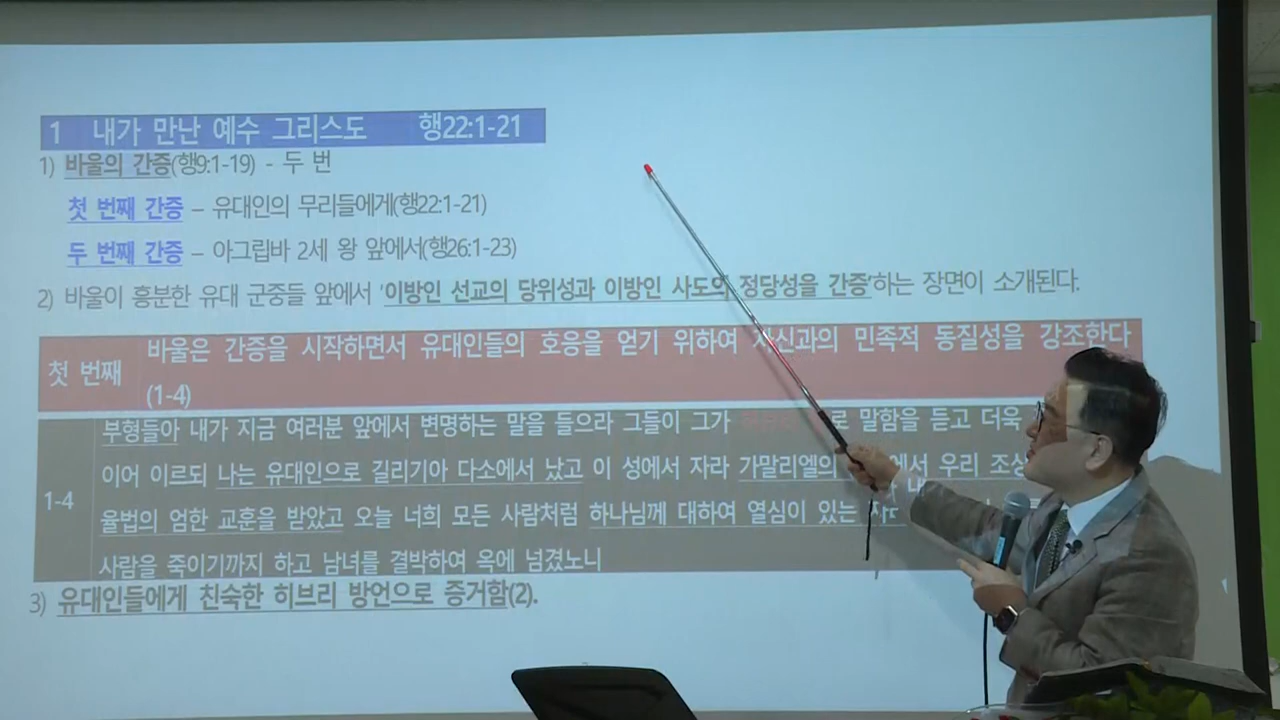 1 내가 만난 예수 그리스도 행22:1-21
1) 바울의 간증(행9:1-19) - 두 번
첫 번째 간증 – 유대인의 무리들에게(행22:1-21)
두 번째 간증 – 아그립바 2세 왕 앞에서(행26:1-23)
2) 바울이 흥분한 유대 군중들 앞에서 '이방인 선교의 당위성과 이방인 사도의 정당성을 간증'하는 장면이 소개된다.
첫 번째
바울은 간증을 시작하면서 유대인들의 호응을 얻기 위하여 자신과의 민족적 동질성을 강조한다
(1-4)
1-4
부형들아 내가 지금 여러분 앞에서 변명하는 말을 들으라 그들이 그가 로 말함을 듣고 더욱
이어 이르되 나는 유대인으로 길리기아 다소에서 났고 이 성에서 자라 가말리엘의 에서 우리 조상
율법의 엄한 교훈을 받았고 오늘 너희 모든 사람처럼 하나님께 대하여 열심이 있는
사람을 죽이기까지 하고 남녀를 결박하여 옥에 넘겼노니
3) 유대인들에게 친숙한 히브리 방언으로 증거함(2).